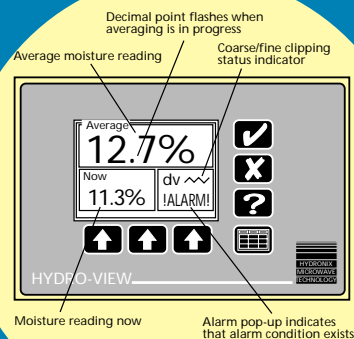 Decimal point flashes when
averaging is in progress
Average moisture reading
Coarse/fine clipping
status indicator
Average
12.7%
Now
11.3%
dv
!ALARM!
?
HYDRO-VIEW
HYDRONIX
MICROWAVE
TECHNOLOGY
Moisture reading now
Alarm pop-up indicates
that alarm condition exists